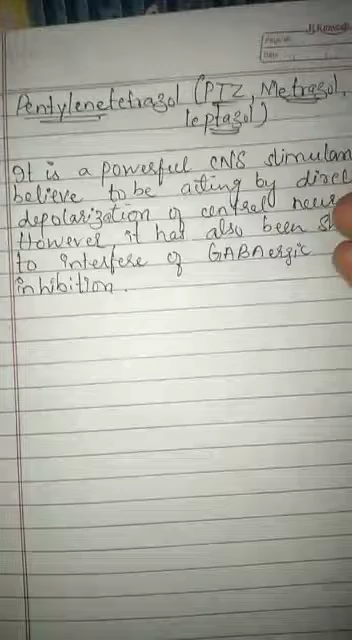 Pentylenetetrazol (PTZ, Metrazol,
leptazol)
It is a powerful CNS stimulan
believe to be acting by direc
depolarization of central neur
However it has also been s
to interfere of GABAergic
inhibition.